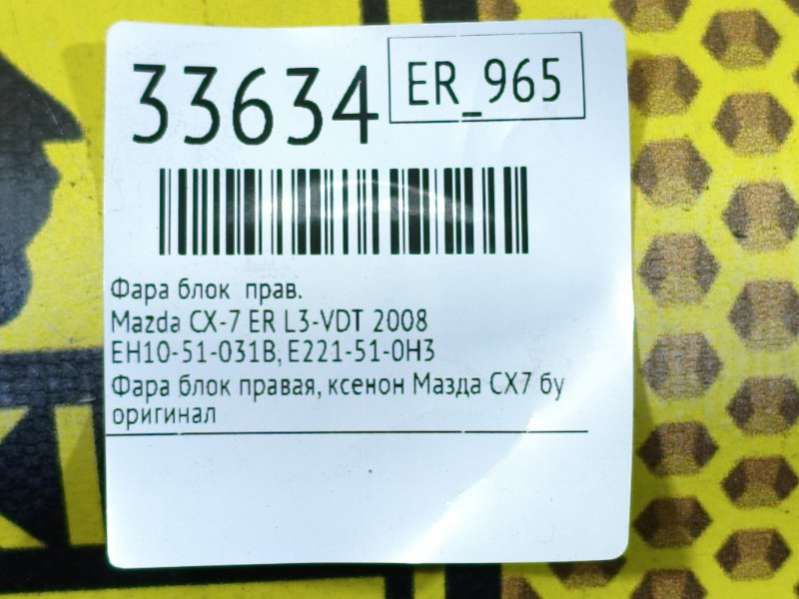 33634
ER_965
Фара блок прав.
Mazda CX-7 ER L3-VDT 2008
EH10-51-031B, E221-51-0H3
Фара блок правая, ксенон Мазда СХ7 бу
оригинал